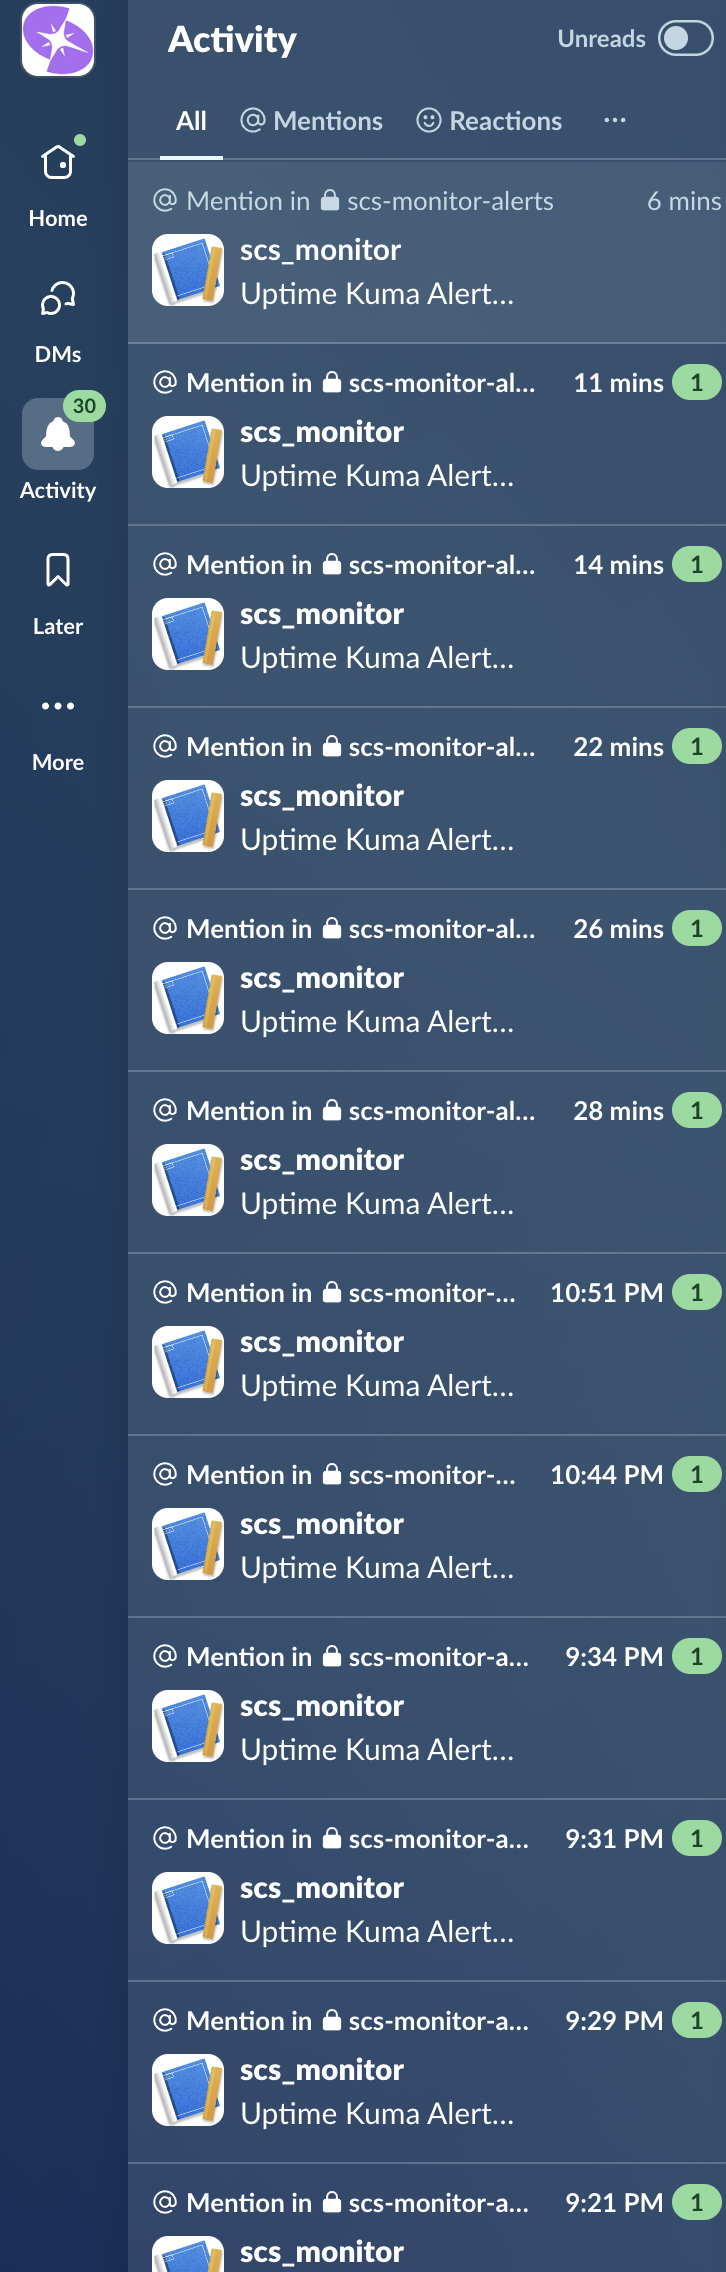 Activity
Unreads
All
Mentions
Reactions
Home
DMs
30
Activity
Later
More
@ Mention in scs-monitor-alerts 6 mins
scs_monitor
Uptime Kuma Alert...
@ Mention in scs-monitor-al... 11 mins 1
scs_monitor
Uptime Kuma Alert...
@ Mention in scs-monitor-al... 14 mins 1
scs_monitor
Uptime Kuma Alert...
@ Mention in scs-monitor-al... 22 mins 1
scs_monitor
Uptime Kuma Alert...
@ Mention in scs-monitor-al... 26 mins 1
scs_monitor
Uptime Kuma Alert...
@ Mention in scs-monitor-al... 28 mins 1
scs_monitor
Uptime Kuma Alert...
@ Mention in scs-monitor-... 10:51 PM 1
scs_monitor
Uptime Kuma Alert...
@ Mention in scs-monitor-... 10:44 PM 1
scs_monitor
Uptime Kuma Alert...
@ Mention in scs-monitor-a... 9:34 PM 1
scs_monitor
Uptime Kuma Alert...
@ Mention in scs-monitor-a... 9:31 PM 1
scs_monitor
Uptime Kuma Alert...
@ Mention in scs-monitor-a... 9:29 PM 1
scs_monitor
Uptime Kuma Alert...
@ Mention in scs-monitor-a... 9:21 PM 1
scs_monitor